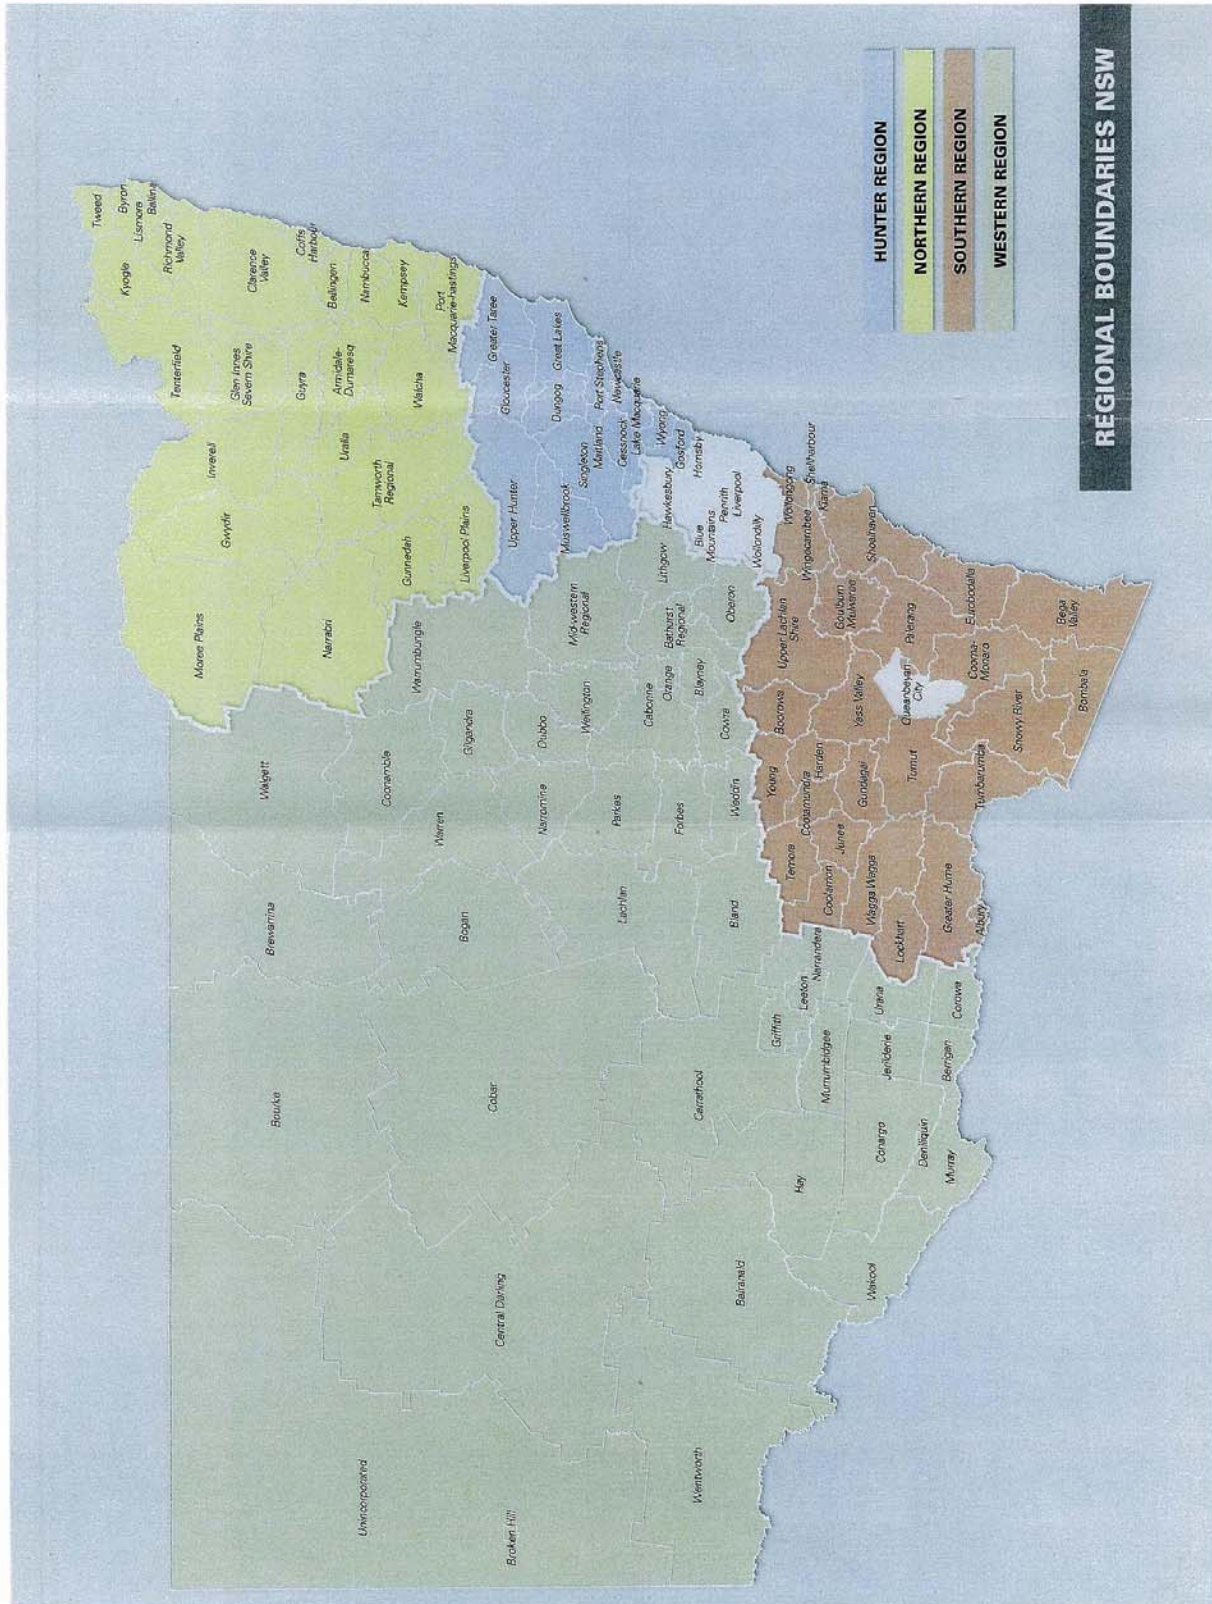 Tweed
Kyogle
Byron
Lismore
Ballina
Richmond
Valley
Tenterfield
Moree Plains
Gwydir
Inverell
Glen Innes
Severn Shire
Clarence
Valley
Guyra
Coffs
Harbour
Narrabri
Uralla
Armidale-
Dumaresq
Bellingen
Nambucca
Tamworth
Regional
Gunnedah
Walcha
Kempsey
Port
Macquarie-hastings
Liverpool Plains
Walgett
Brewarrina
Bourke
Unincorporated
Coonamble
Warrumbungle
Warren
Bogan
Gilgandra
Cobar
Central Darling
Broken Hill
Upper Hunter
Gloucester
Greater Taree
Dungog
Great Lakes
Muswellbrook
Singleton
Maitland
Port Stephens
Newcastle
Cessnock
Lake Macquarie
Wyong
Gosford
Hornsby
Hawkesbury
Blue
Mountains
Penrith
Liverpool
Wollondilly
Narromine
Dubbo
Mid-western
Regional
Wellington
Parkes
Lachlan
Cabonne
Orange
Bathurst
Regional
Lithgow
Forbes
Blayney
Cowra
Oberon
Weddin
Bland
Carrathool
Balranald
Wentworth
Griffith
Leeton
Narrandera
Hay
Murrumbidgee
Urana
Jerilderie
Conargo
Wakool
Deniliquin
Murray
Berrigan
Corowa
Wollongong
Shellharbour
Kiama
Wingecarribee
Shoalhaven
Upper Lachlan
Shire
Goulburn
Mulwaree
Boorowa
Young
Temora
Cootamundra
Harden
Coolamon
Junee
Yass Valley
Gundagai
Wagga Wagga
Lockhart
Palerang
Queanbeyan
City
Tumut
Greater Hume
Albury
Tumbarumba
Cooma-
Monaro
Eurobodalla
Snowy River
Bega
Valley
Bombala
HUNTER REGION
NORTHERN REGION
SOUTHERN REGION
WESTERN REGION
REGIONAL BOUNDARIES NSW